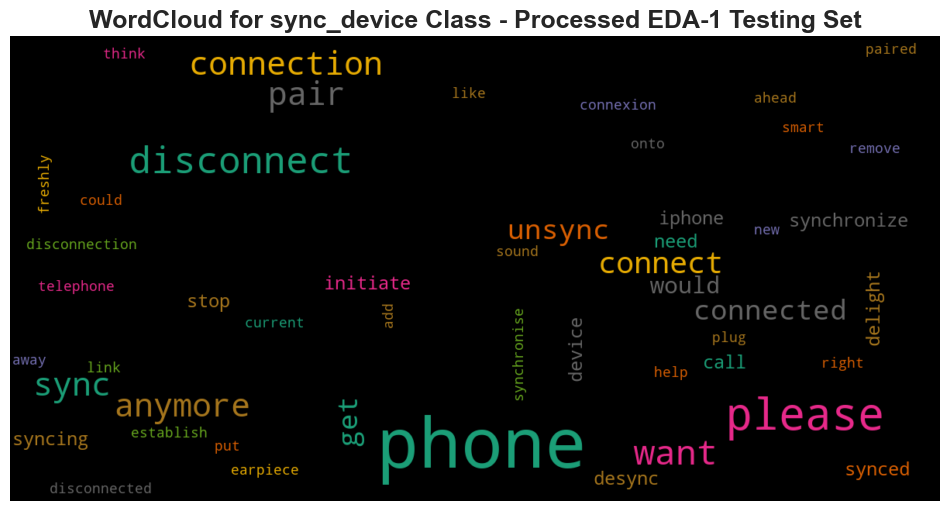 WordCloud for sync_device Class - Processed EDA-1 Testing Set
think
connection
paired
pair
like
connexion
ahead
smart
onto
remove
disconnect
freshly
could
iphone
synchronize
unsync
new
need
disconnection
sound
connect
telephone
initiate
would
delight
stop
connected
add
current
synchronise
device
plug
away
link
call
right
help
sync
anymore
get
please
phone
establish
syncing
put
want
earpiece
synced
desync
disconnected